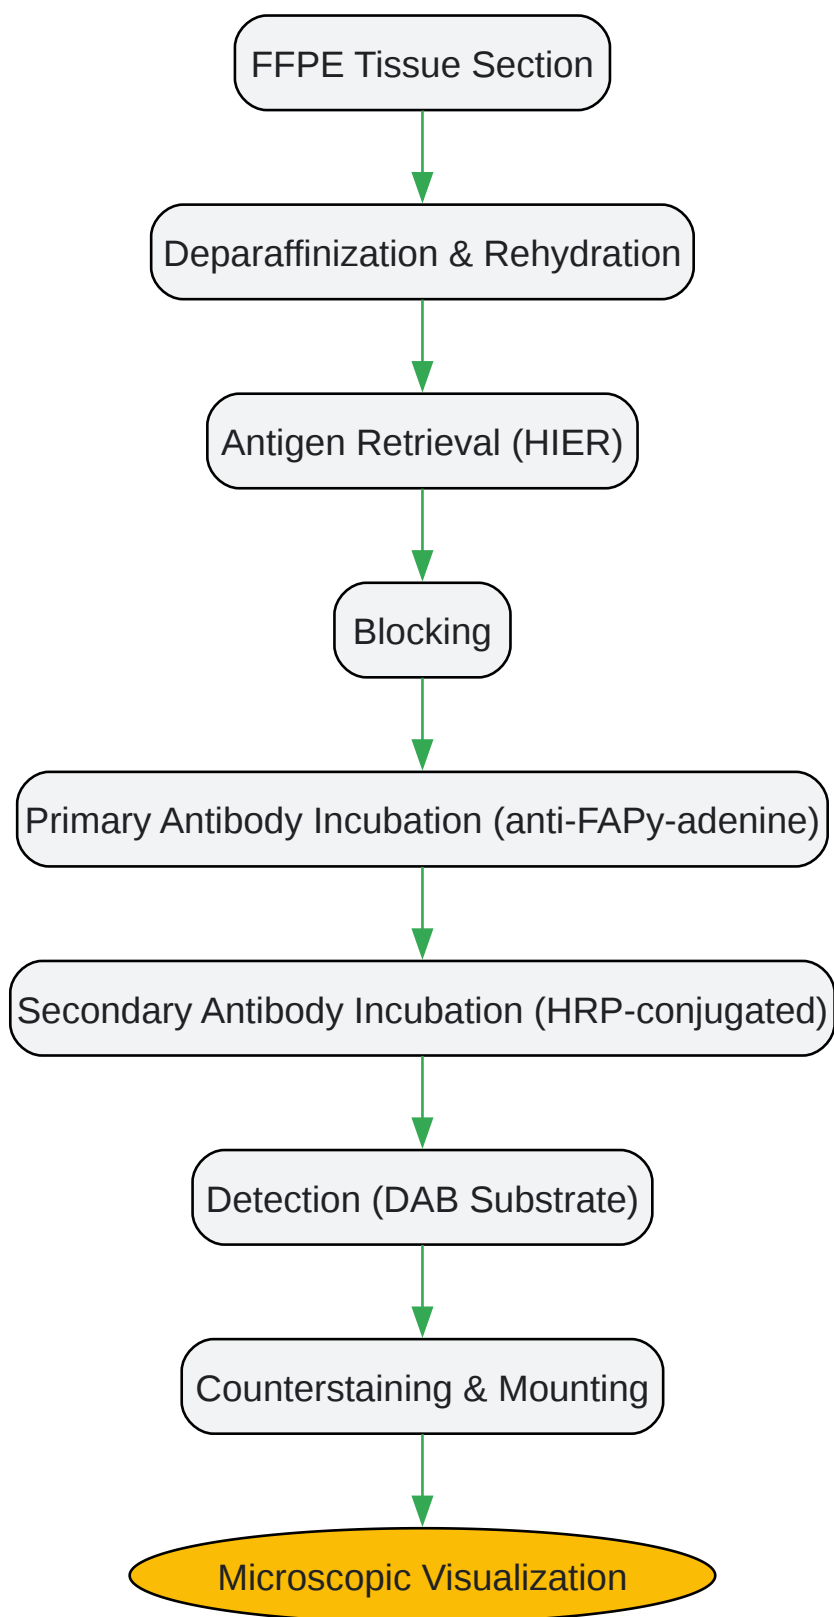 FFPE Tissue Section
Deparaffinization & Rehydration
Antigen Retrieval (HIER)
Blocking
Primary Antibody Incubation (anti-FAPy-adenine)
Secondary Antibody Incubation (HRP-conjugated)
Detection (DAB Substrate)
Counterstaining & Mounting
Microscopic Visualization